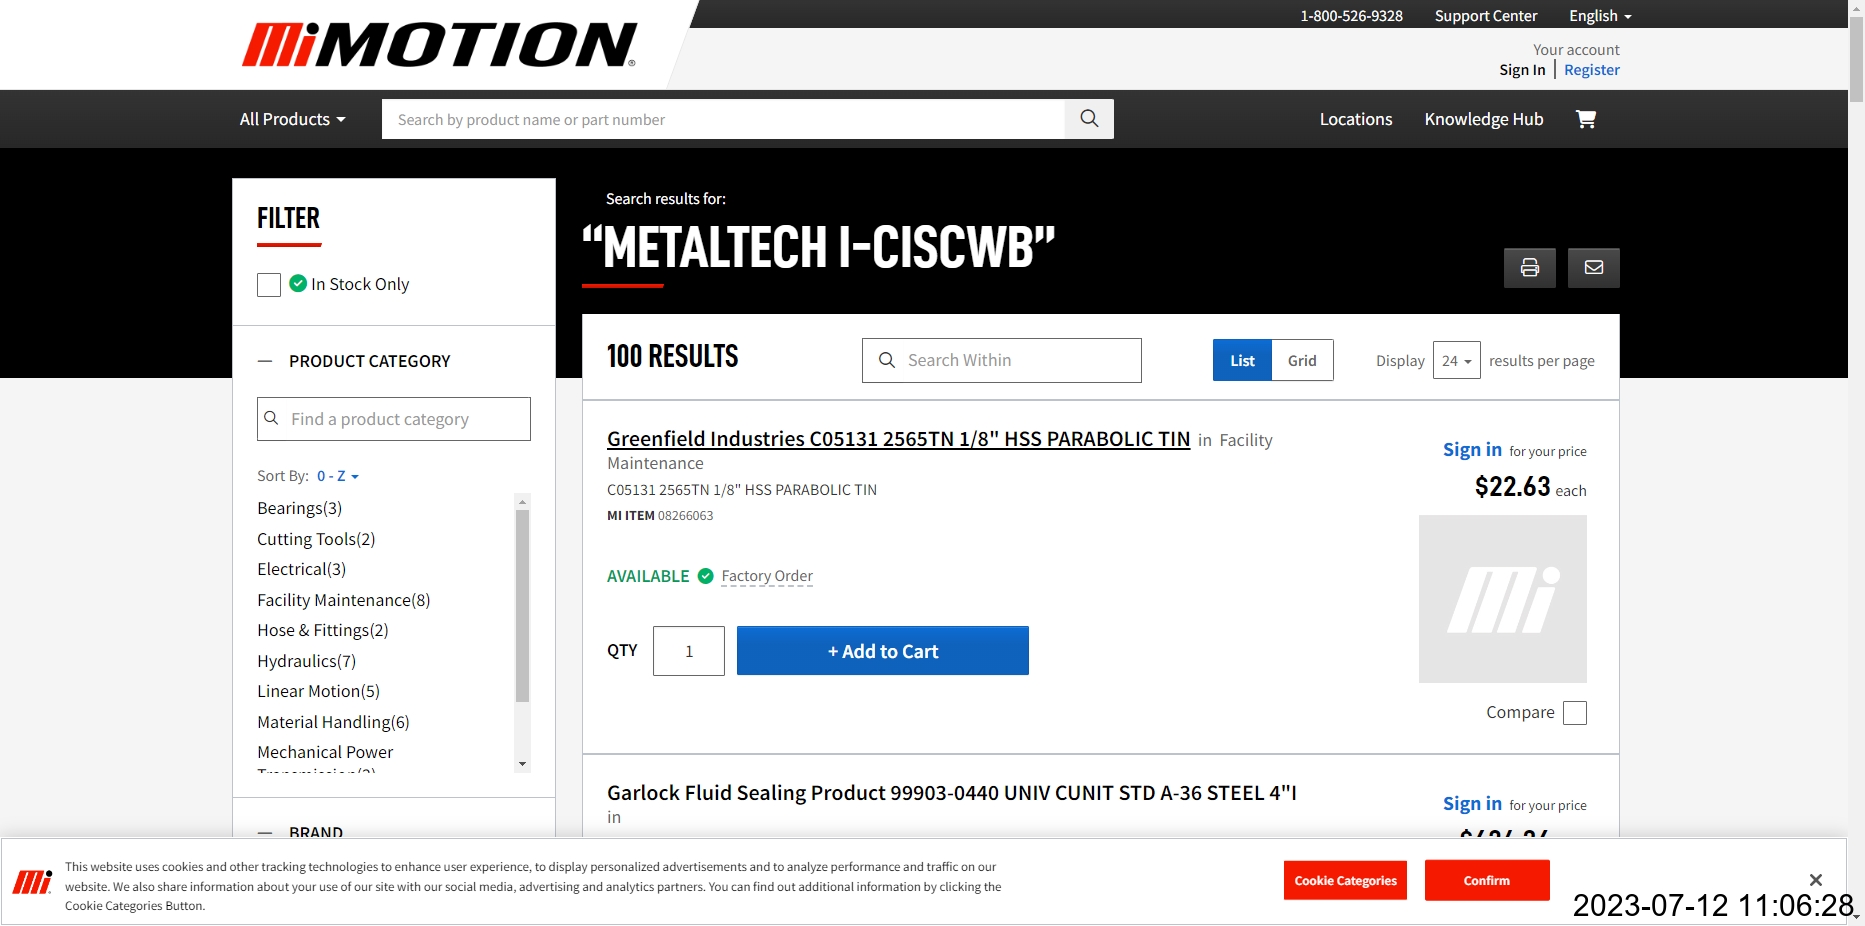 MiMOTION®
1-800-526-9328
Support Center
English
Your account
Sign In
Register
All Products
Search by product name or part number
Locations
Knowledge Hub
FILTER
In Stock Only
PRODUCT CATEGORY
Find a product category
Sort By: 0 - Z
Bearings(3)
Cutting Tools(2)
Electrical(3)
Facility Maintenance(8)
Hose & Fittings(2)
Hydraulics(7)
Linear Motion(5)
Material Handling(6)
Mechanical Power
BRAND
Search results for:
“METALTECH I-CISCWB”
100 RESULTS
Search Within
List
Grid
Display 24 results per page
Greenfield Industries C05131 2565TN 1/8" HSS PARABOLIC TIN in Facility
Maintenance
C05131 2565TN 1/8" HSS PARABOLIC TIN
MI ITEM 08266063
AVAILABLE Factory Order
QTY 1 + Add to Cart
Sign in for your price
$22.63 each
Mi
Compare
Garlock Fluid Sealing Product 99903-0440 UNIV CUNIT STD A-36 STEEL 4"I
in
Sign in for your price
Mi
This website uses cookies and other tracking technologies to enhance user experience, to display personalized advertisements and to analyze performance and traffic on our
website. We also share information about your use of our site with our social media, advertising and analytics partners. You can find out additional information by clicking the
Cookie Categories Button.
Cookie Categories
Confirm
2023-07-12 11:06:28